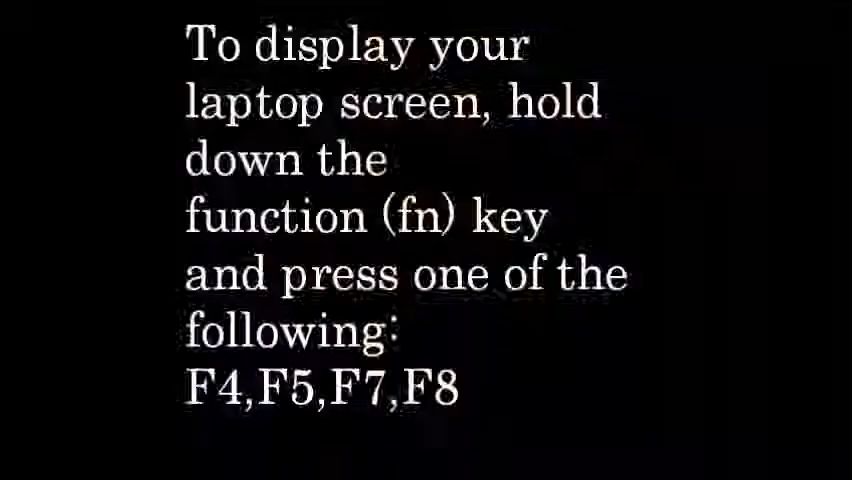 To display your
laptop screen, hold
down the
function (fn) key
and press one of the
following:
F4,F5,F7,F8